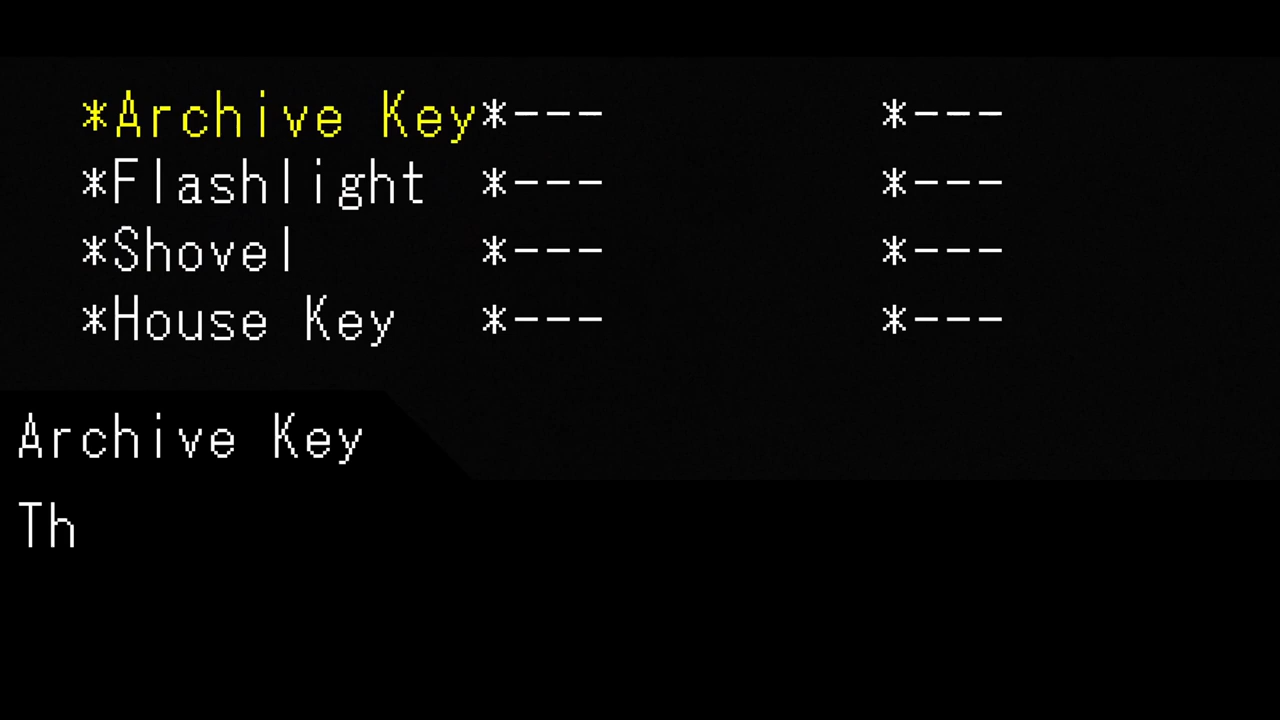 *Archive Key*--- *---
*Flashlight *--- *---
*Shovel *--- *---
*House Key *--- *---
Archive Key
Th